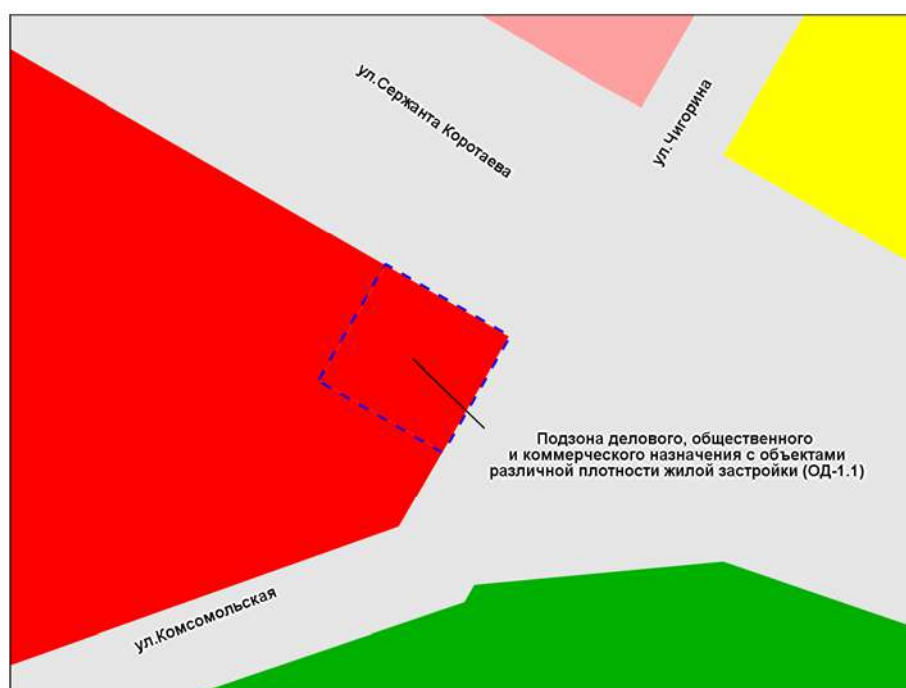 ул.Сержанта Коротаева
ул.Чигорина
Подзона делового, общественного
и коммерческого назначения с объектами
различной плотности жилой застройки (ОД-1.1)
ул.Комсомольская